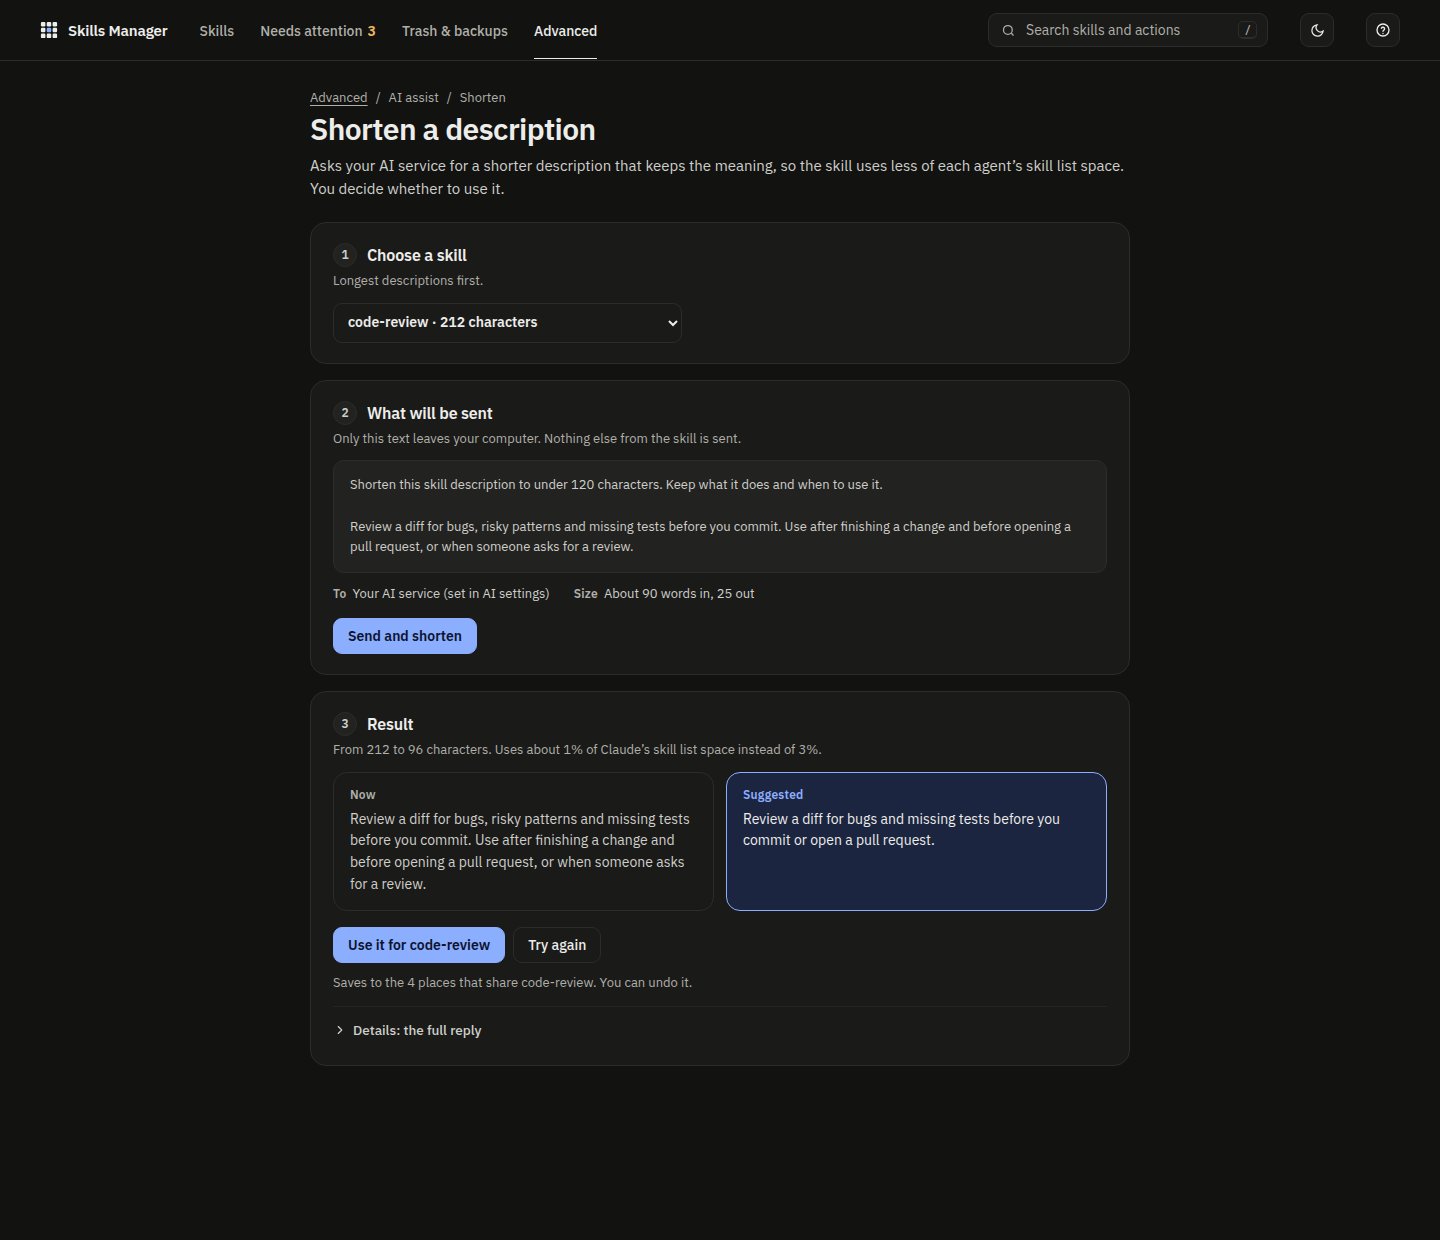 Skills Manager
Skills
Needs attention 3
Trash & backups
Advanced
Search skills and actions
/
Advanced / AI assist / Shorten
Shorten a description
Asks your AI service for a shorter description that keeps the meaning, so the skill uses less of each agent’s skill list space.
You decide whether to use it.
1
Choose a skill
Longest descriptions first.
code-review · 212 characters
2
What will be sent
Only this text leaves your computer. Nothing else from the skill is sent.
Shorten this skill description to under 120 characters. Keep what it does and when to use it.
Review a diff for bugs, risky patterns and missing tests before you commit. Use after finishing a change and before opening a
pull request, or when someone asks for a review.
To Your AI service (set in AI settings)
Size About 90 words in, 25 out
Send and shorten
3
Result
From 212 to 96 characters. Uses about 1% of Claude’s skill list space instead of 3%.
Now
Review a diff for bugs, risky patterns and missing tests
before you commit. Use after finishing a change and
before opening a pull request, or when someone asks
for a review.
Suggested
Review a diff for bugs and missing tests before you
commit or open a pull request.
Use it for code-review
Try again
Saves to the 4 places that share code-review. You can undo it.
Details: the full reply